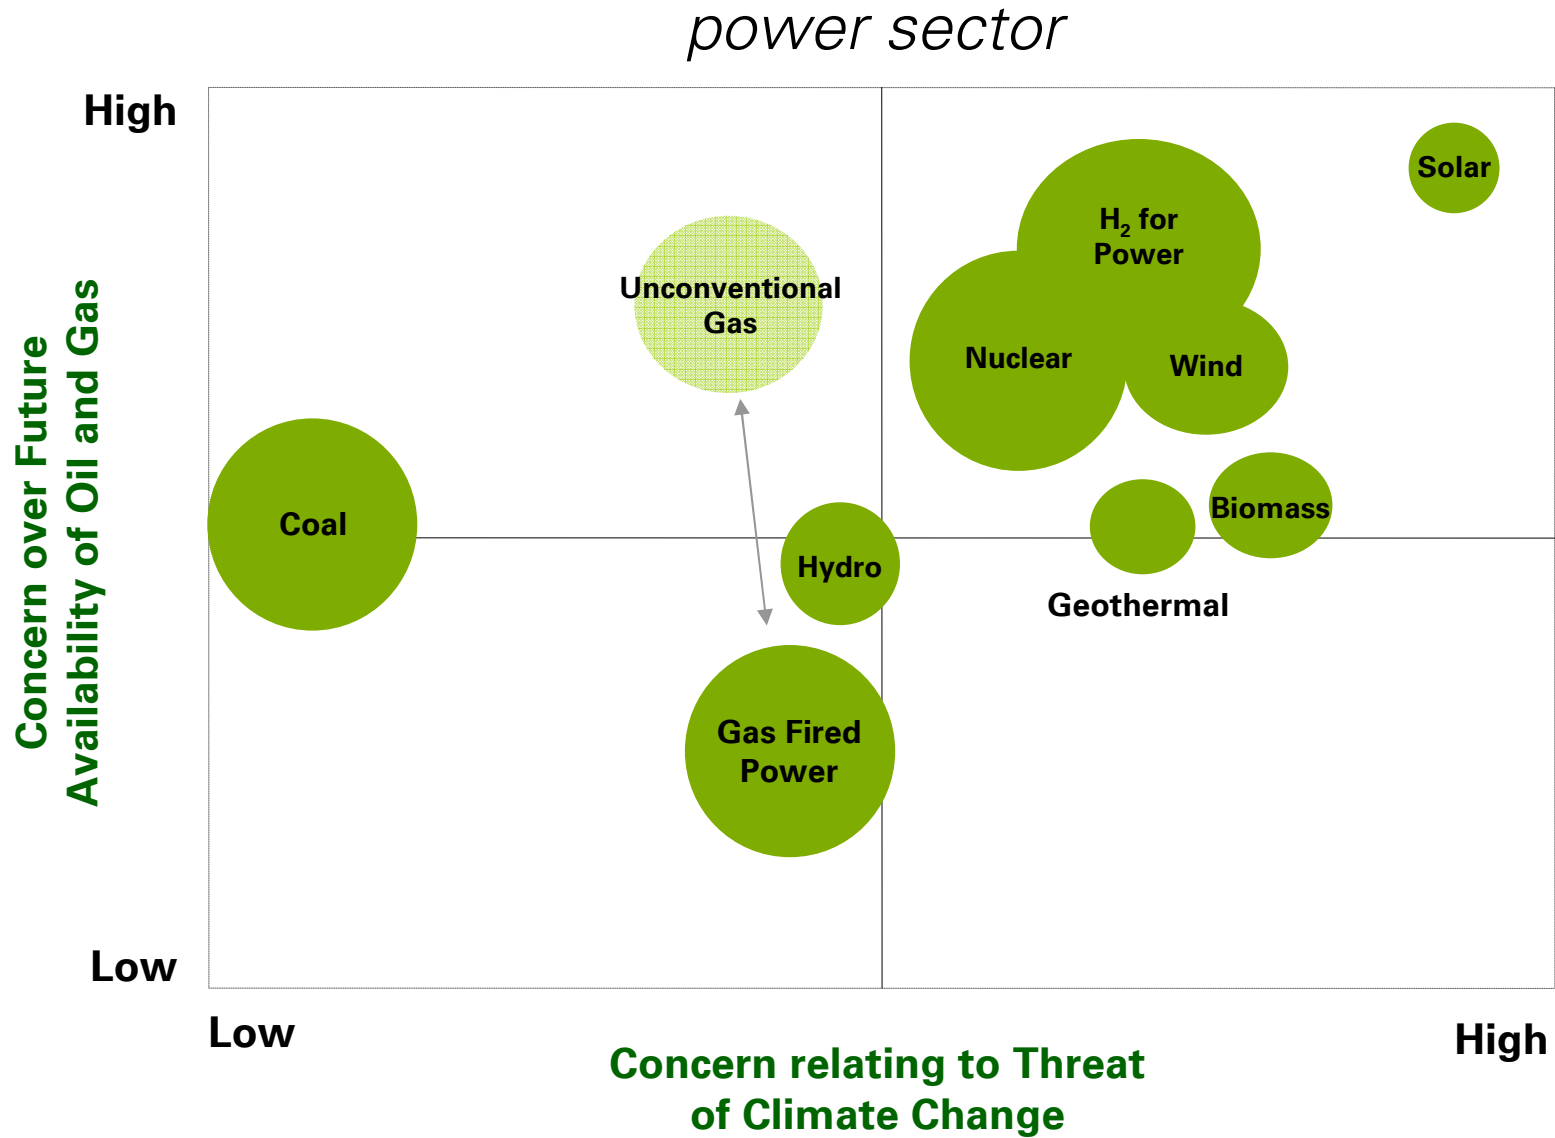 power sector
High
Solar
H₂ for
Power
Unconventional
Gas
Nuclear
Wind
Concern over Future
Availability of Oil and Gas
Coal
Biomass
Hydro
Geothermal
Gas Fired
Power
Low
Low
High
Concern relating to Threat
of Climate Change